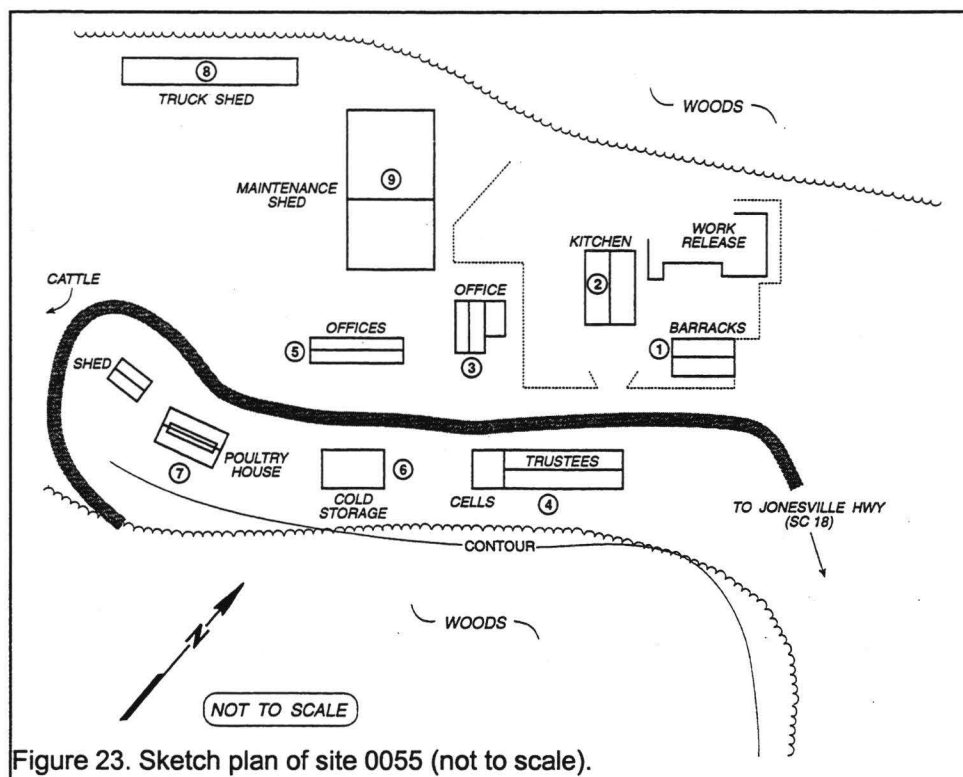 8
TRUCK SHED
WOODS
MAINTENANCE
SHED
9
KITCHEN
2
WORK
RELEASE
CATTLE
OFFICE
3
OFFICES
5
BARRACKS
1
SHED
POULTRY
HOUSE
7
COLD
STORAGE
6
CELLS
TRUSTEES
4
TO JONESVILLE HWY
(SC 18)
CONTOUR
WOODS
N
NOT TO SCALE
Figure 23. Sketch plan of site 0055 (not to scale).